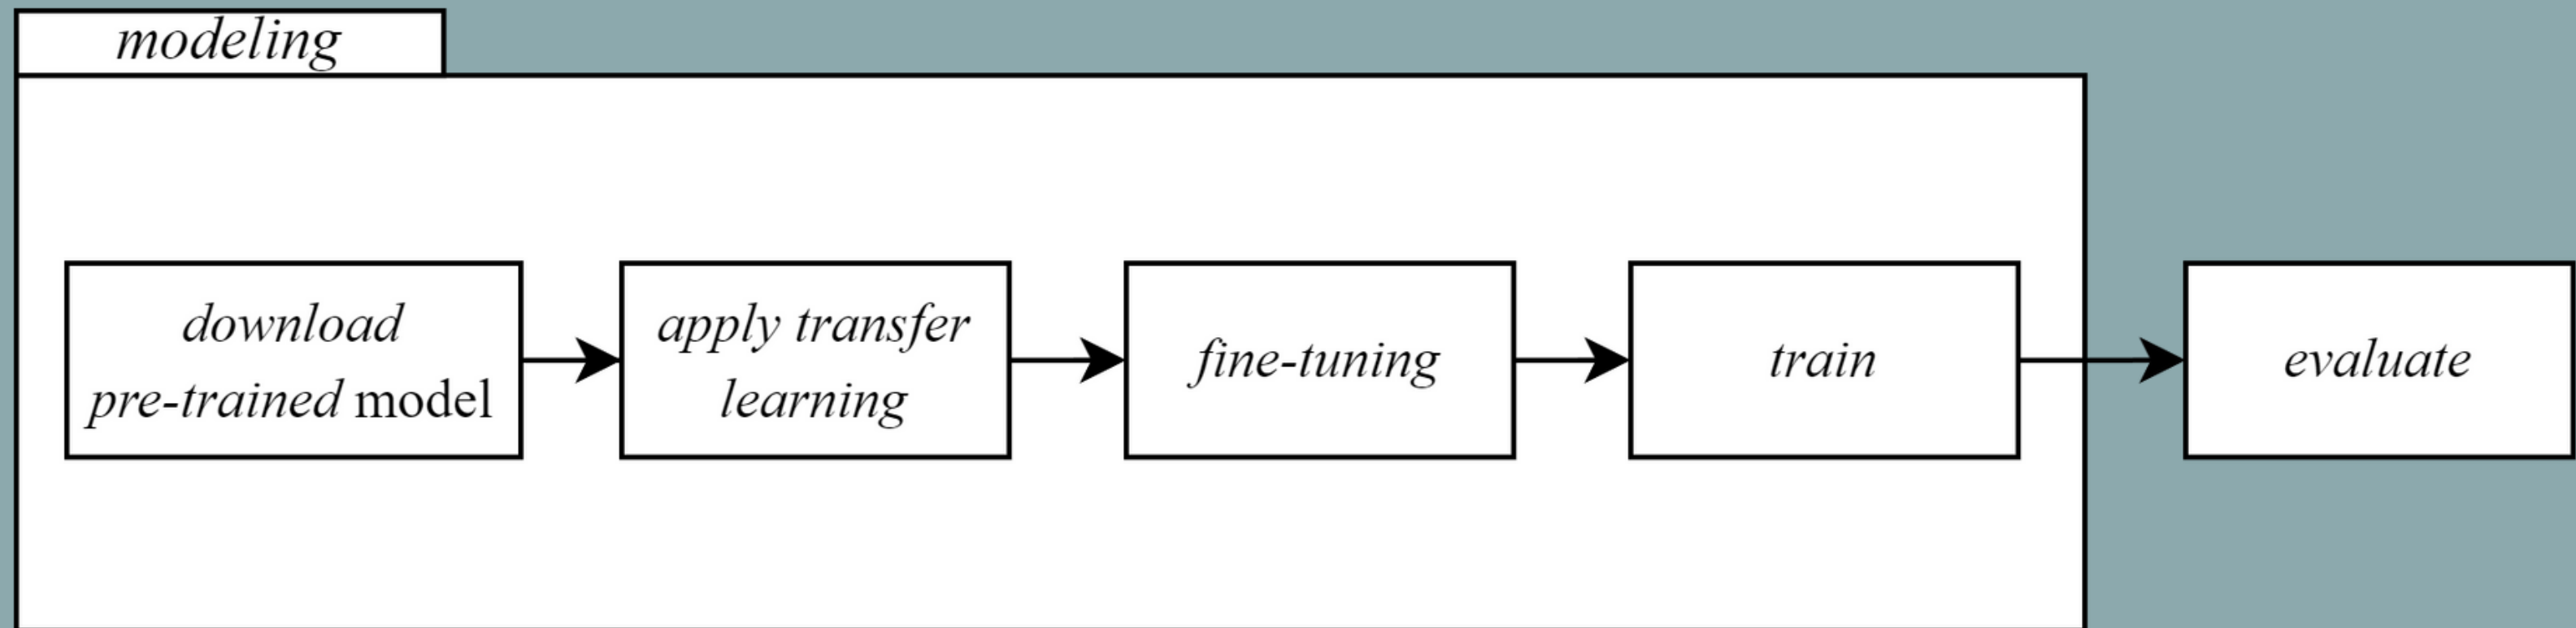 modeling
download
pre-trained model
apply transfer
learning
fine-tuning
train
evaluate